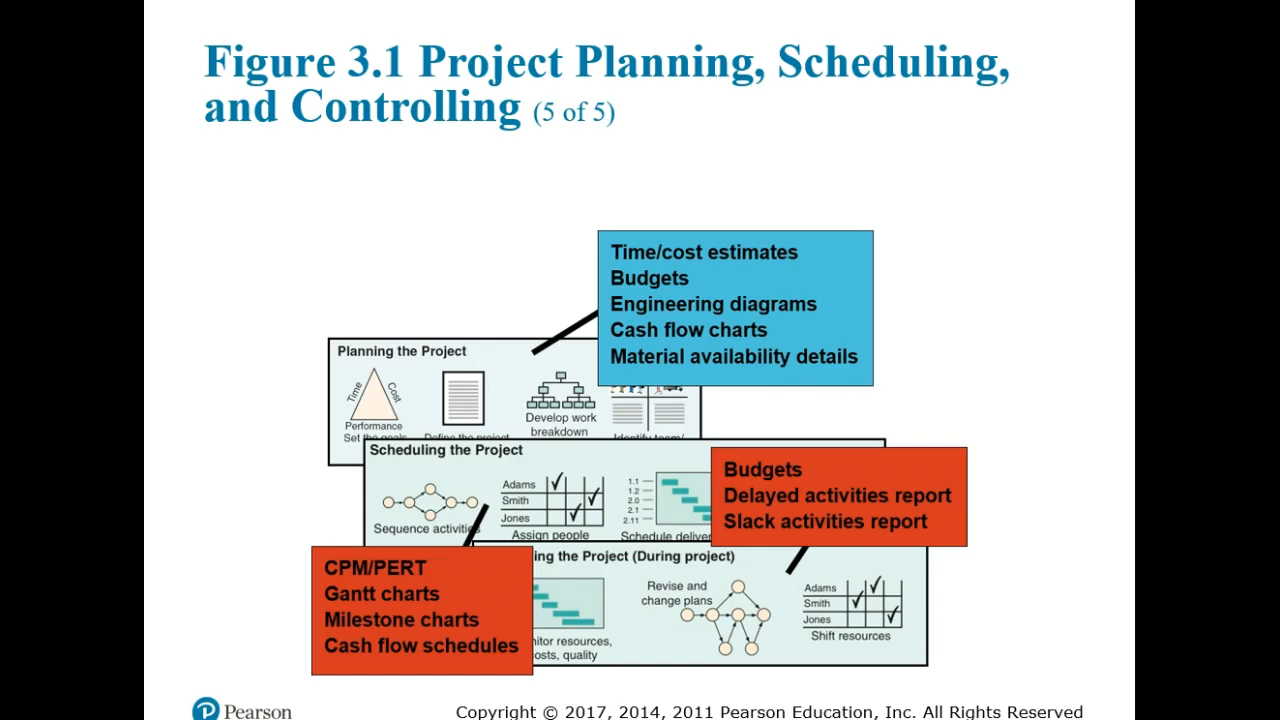 Figure 3.1 Project Planning, Scheduling,
and Controlling (5 of 5)
Time/cost estimates
Budgets
Engineering diagrams
Cash flow charts
Material availability details
Planning the Project
Time
Cost
Performance
Set the goals
Define the project
Develop work
breakdown
Identify team/
Scheduling the Project
Sequence activities
Adams
Smith
Jones
Assign people
1.1
1.2
2.0
2.1
2.11
Schedule deliver
Budgets
Delayed activities report
Slack activities report
CPM/PERT
Gantt charts
Milestone charts
Cash flow schedules
ing the Project (During project)
itor resources,
osts, quality
Revise and
change plans
Adams
Smith
Jones
Shift resources
Pearson
Copyright © 2017, 2014, 2011 Pearson Education, Inc. All Rights Reserved